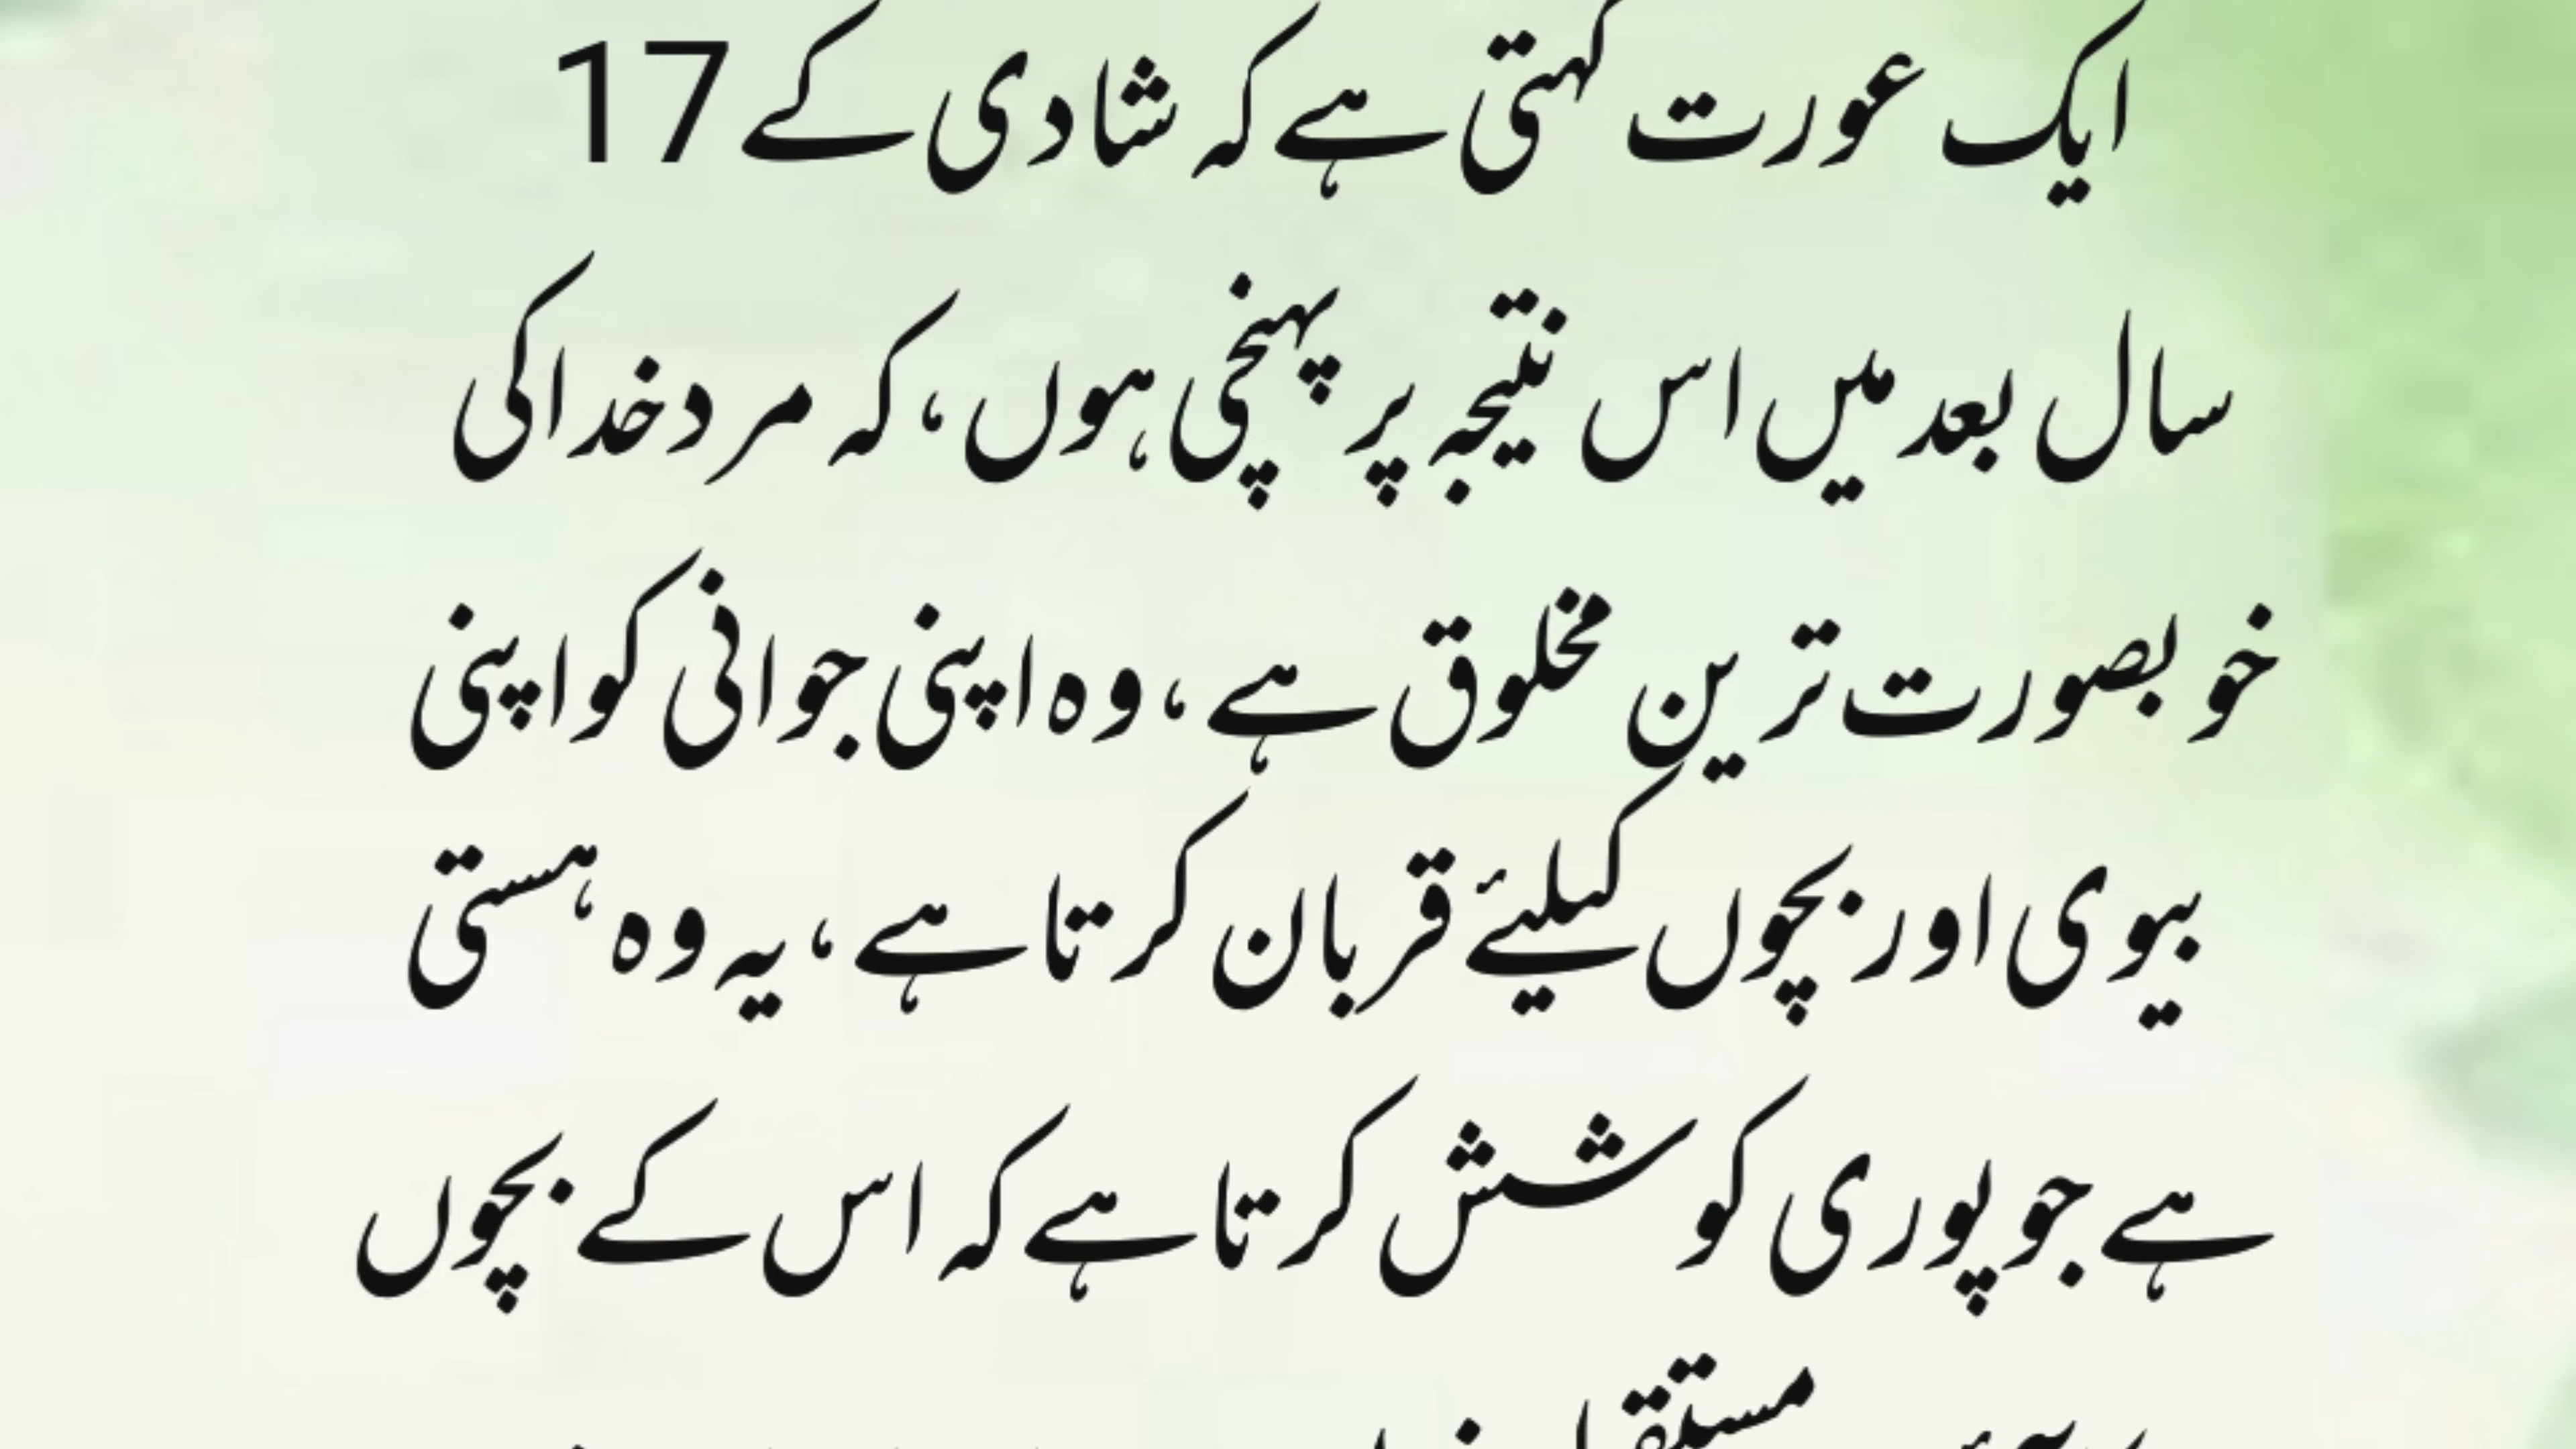 ایک عورت کہتی ہے کہ شادی کے 17
سال بعد میں اس نتیجہ پر پہنچی ہوں، کہ مرد خدا کی
خوبصورت ترین مخلوق ہے، وہ اپنی جوانی کو اپنی
بیوی اور بچوں کیلئے قربان کرتا ہے، یہ وہ ہستی
ہے جو پوری کوشش کرتا ہے کہ اس کے بچوں